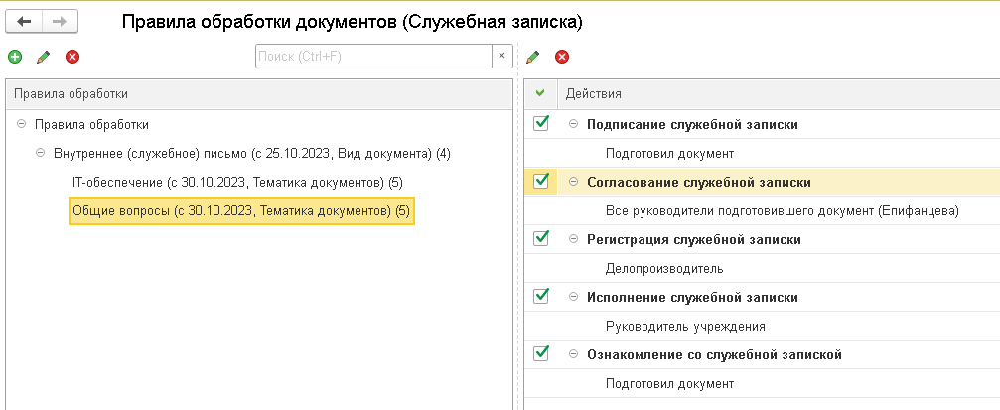 Правила обработки документов (Служебная записка)
Поиск (Ctrl+F)
×
Правила обработки
Правила обработки
Внутреннее (служебное) письмо (с 25.10.2023, Вид документа) (4)
IT-обеспечение (с 30.10.2023, Тематика документов) (5)
Общие вопросы (с 30.10.2023, Тематика документов) (5)
Действия
Подписание служебной записки
Подготовил документ
Согласование служебной записки
Все руководители подготовившего документ (Епифанцева)
Регистрация служебной записки
Делопроизводитель
Исполнение служебной записки
Руководитель учреждения
Ознакомление со служебной запиской
Подготовил документ